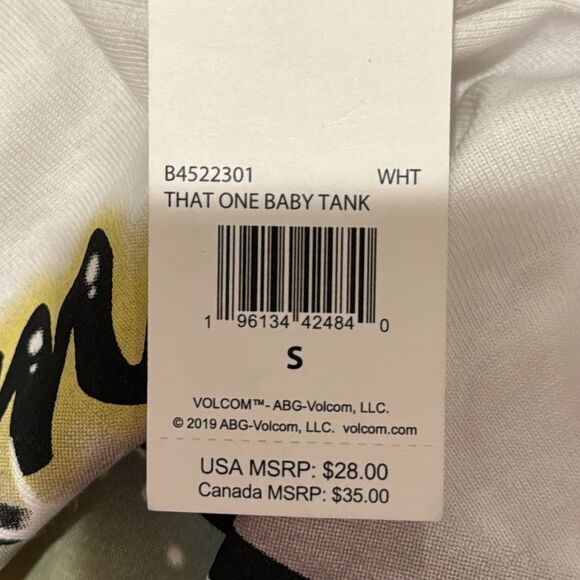 B4522301 WHT
THAT ONE BABY TANK
1 96134 42484 0
S
VOLCOM™- ABG-Volcom, LLC.
© 2019 ABG-Volcom, LLC. volcom.com
USA MSRP: $28.00
Canada MSRP: $35.00